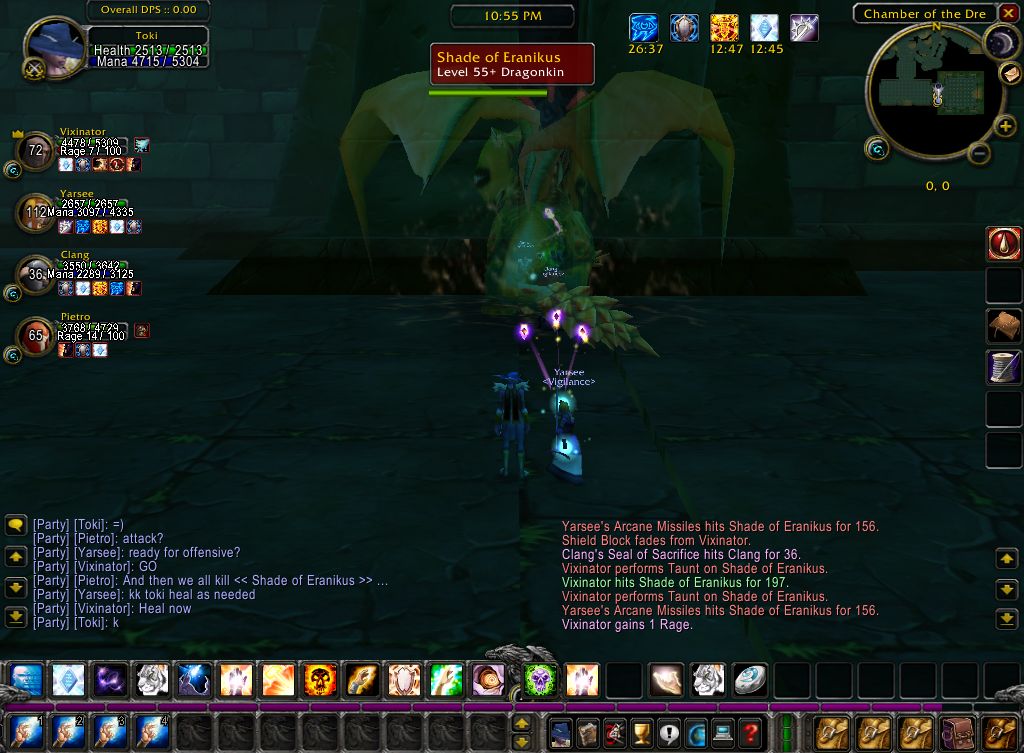 Overall DPS :: 0.00
Toki
Health 2513 / 2513
Mana 4715 / 5304
10:55 PM
26:37
12:47
12:45
Chamber of the Dre
N
0, 0
Shade of Eranikus
Level 55+ Dragonkin
Vixinator
72
4478 / 5309
Rage 7 / 100
Yarsee
112
2657 / 2657
Mana 3097 / 4335
Clang
36
3550 / 3642
Mana 2289 / 3125
Pietro
65
3768 / 4729
Rage 14 / 100
Yarsee
<Vigilance>
[Party] [Toki]: =)
[Party] [Pietro]: attack?
[Party] [Yarsee]: ready for offensive?
[Party] [Vixinator]: GO
[Party] [Pietro]: And then we all kill << Shade of Eranikus >> ...
[Party] [Yarsee]: kk toki heal as needed
[Party] [Vixinator]: Heal now
[Party] [Toki]: k
Yarsee's Arcane Missiles hits Shade of Eranikus for 156.
Shield Block fades from Vixinator.
Clang's Seal of Sacrifice hits Clang for 36.
Vixinator performs Taunt on Shade of Eranikus.
Vixinator hits Shade of Eranikus for 197.
Vixinator performs Taunt on Shade of Eranikus.
Yarsee's Arcane Missiles hits Shade of Eranikus for 156.
Vixinator gains 1 Rage.
1
2
3
4